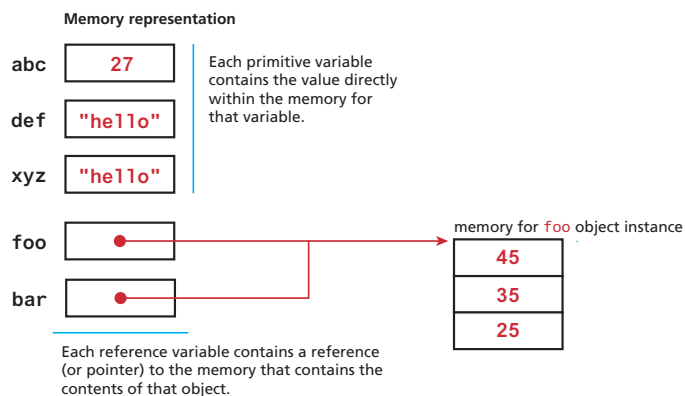 Memory representation
abc 27
Each primitive variable
contains the value directly
within the memory for
that variable.
def "hello"
xyz "hello"
foo
memory for foo object instance
45
35
25
bar
Each reference variable contains a reference
(or pointer) to the memory that contains the
contents of that object.